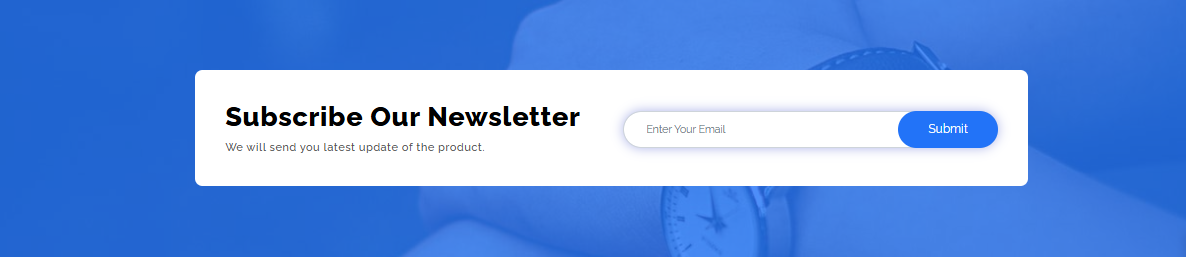 Subscribe Our Newsletter
We will send you latest update of the product.
Enter Your Email
Submit